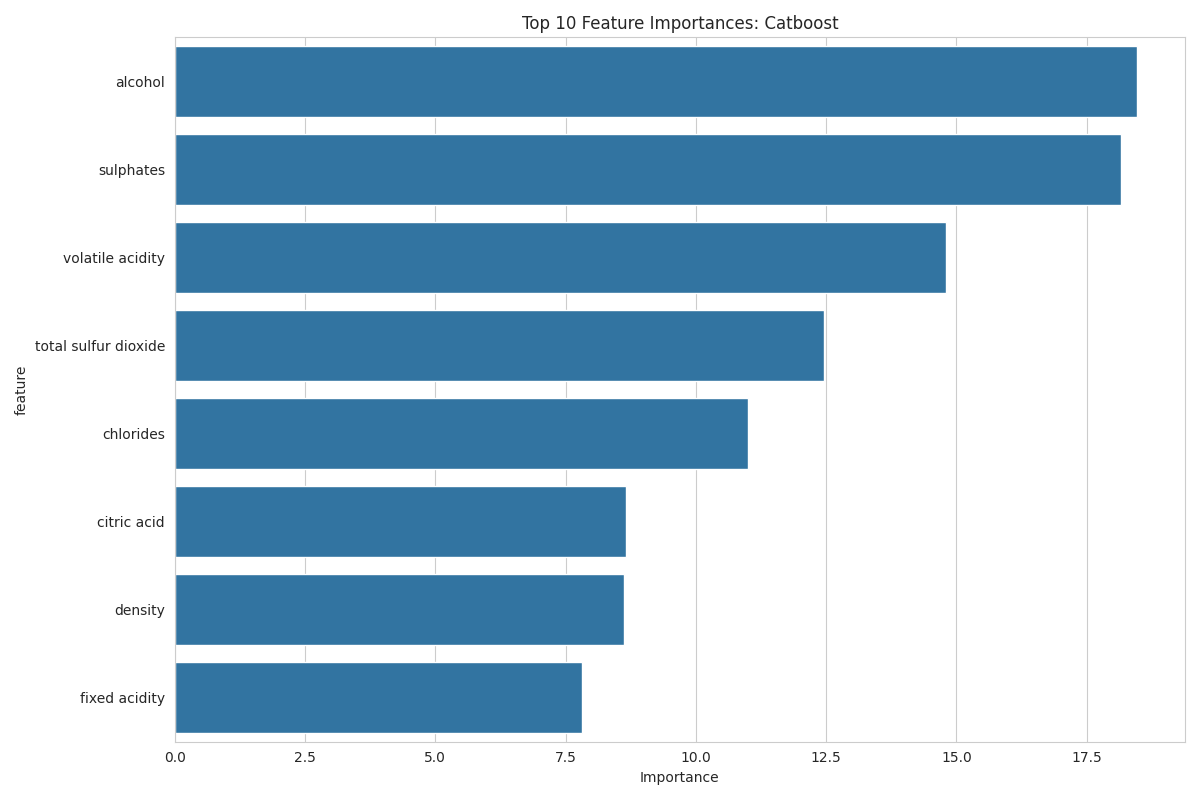 Top 10 Feature Importances: Catboost
alcohol
sulphates
volatile acidity
total sulfur dioxide
chlorides
citric acid
density
fixed acidity
feature
0.0 2.5 5.0 7.5 10.0 12.5 15.0 17.5
Importance